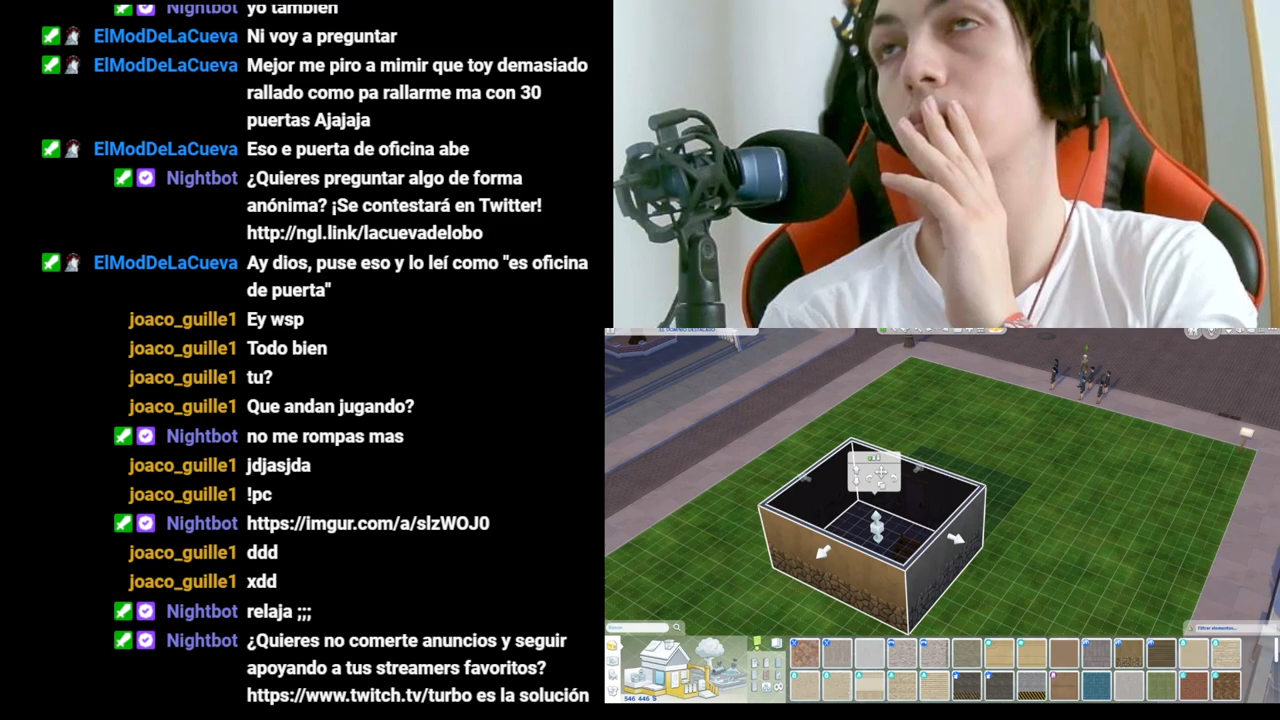 Nightbot yo también
ElModDeLaCueva Ni voy a preguntar
ElModDeLaCueva Mejor me piro a mimir que toy demasiado
rallado como pa rallarme ma con 30
puertas Ajajaja
ElModDeLaCueva Eso e puerta de oficina abe
Nightbot ¿Quieres preguntar algo de forma
anónima? ¡Se contestará en Twitter!
http://ngl.link/lacuevadelobo
ElModDeLaCueva Ay dios, puse eso y lo leí como "es oficina
de puerta"
joaco_guille1 Ey wsp
joaco_guille1 Todo bien
joaco_guille1 tu?
joaco_guille1 Que andan jugando?
Nightbot no me rompas mas
joaco_guille1 jdjasjda
joaco_guille1 !pc
Nightbot https://imgur.com/a/slzWOJ0
joaco_guille1 ddd
joaco_guille1 xdd
Nightbot relaja ;;;
Nightbot ¿Quieres no comerte anuncios y seguir
apoyando a tus streamers favoritos?
https://www.twitch.tv/turbo es la solución
Buscar
Filtrar elementos...
546 446 §